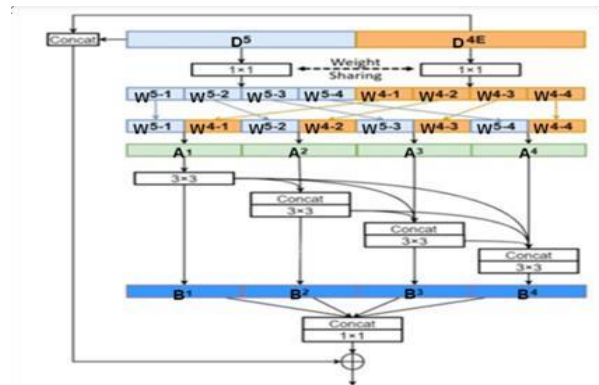 Concat D5 D4E
1×1 Weight Sharing 1×1
W5-1 W5-2 W5-3 W5-4 W4-1 W4-2 W4-3 W4-4
W5-1 W4-1 W5-2 W4-2 W5-3 W4-3 W5-4 W4-4
A1 A2 A3 A4
3×3
Concat
3×3
Concat
3×3
Concat
3×3
B1 B2 B3 B4
Concat
1×1